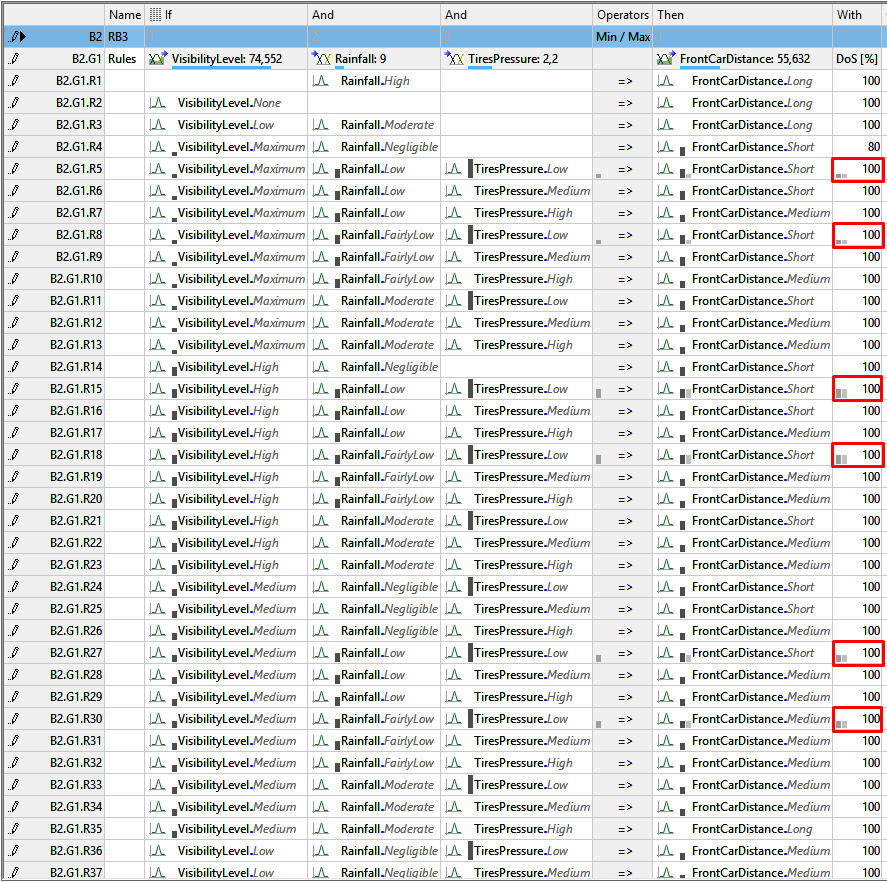 Name If And And Operators Then With
B2 RB3 Min / Max
B2.G1 Rules VisibilityLevel: 74,552 Rainfall: 9 TiresPressure: 2,2 FrontCarDistance: 55,632 DoS [%]
B2.G1.R1 Rainfall.High => FrontCarDistance.Long 100
B2.G1.R2 VisibilityLevel.None => FrontCarDistance.Long 100
B2.G1.R3 VisibilityLevel.Low Rainfall.Moderate => FrontCarDistance.Long 100
B2.G1.R4 VisibilityLevel.Maximum Rainfall.Negligible => FrontCarDistance.Short 80
B2.G1.R5 VisibilityLevel.Maximum Rainfall.Low TiresPressure.Low => FrontCarDistance.Short 100
B2.G1.R6 VisibilityLevel.Maximum Rainfall.Low TiresPressure.Medium => FrontCarDistance.Short 100
B2.G1.R7 VisibilityLevel.Maximum Rainfall.Low TiresPressure.High => FrontCarDistance.Medium 100
B2.G1.R8 VisibilityLevel.Maximum Rainfall.FairlyLow TiresPressure.Low => FrontCarDistance.Short 100
B2.G1.R9 VisibilityLevel.Maximum Rainfall.FairlyLow TiresPressure.Medium => FrontCarDistance.Short 100
B2.G1.R10 VisibilityLevel.Maximum Rainfall.FairlyLow TiresPressure.High => FrontCarDistance.Medium 100
B2.G1.R11 VisibilityLevel.Maximum Rainfall.Moderate TiresPressure.Low => FrontCarDistance.Short 100
B2.G1.R12 VisibilityLevel.Maximum Rainfall.Moderate TiresPressure.Medium => FrontCarDistance.Medium 100
B2.G1.R13 VisibilityLevel.Maximum Rainfall.Moderate TiresPressure.High => FrontCarDistance.Medium 100
B2.G1.R14 VisibilityLevel.High Rainfall.Negligible => FrontCarDistance.Short 100
B2.G1.R15 VisibilityLevel.High Rainfall.Low TiresPressure.Low => FrontCarDistance.Short 100
B2.G1.R16 VisibilityLevel.High Rainfall.Low TiresPressure.Medium => FrontCarDistance.Short 100
B2.G1.R17 VisibilityLevel.High Rainfall.Low TiresPressure.High => FrontCarDistance.Medium 100
B2.G1.R18 VisibilityLevel.High Rainfall.FairlyLow TiresPressure.Low => FrontCarDistance.Short 100
B2.G1.R19 VisibilityLevel.High Rainfall.FairlyLow TiresPressure.Medium => FrontCarDistance.Medium 100
B2.G1.R20 VisibilityLevel.High Rainfall.FairlyLow TiresPressure.High => FrontCarDistance.Medium 100
B2.G1.R21 VisibilityLevel.High Rainfall.Moderate TiresPressure.Low => FrontCarDistance.Short 100
B2.G1.R22 VisibilityLevel.High Rainfall.Moderate TiresPressure.Medium => FrontCarDistance.Medium 100
B2.G1.R23 VisibilityLevel.High Rainfall.Moderate TiresPressure.High => FrontCarDistance.Medium 100
B2.G1.R24 VisibilityLevel.Medium Rainfall.Negligible TiresPressure.Low => FrontCarDistance.Short 100
B2.G1.R25 VisibilityLevel.Medium Rainfall.Negligible TiresPressure.Medium => FrontCarDistance.Short 100
B2.G1.R26 VisibilityLevel.Medium Rainfall.Negligible TiresPressure.High => FrontCarDistance.Medium 100
B2.G1.R27 VisibilityLevel.Medium Rainfall.Low TiresPressure.Low => FrontCarDistance.Short 100
B2.G1.R28 VisibilityLevel.Medium Rainfall.Low TiresPressure.Medium => FrontCarDistance.Medium 100
B2.G1.R29 VisibilityLevel.Medium Rainfall.Low TiresPressure.High => FrontCarDistance.Medium 100
B2.G1.R30 VisibilityLevel.Medium Rainfall.FairlyLow TiresPressure.Low => FrontCarDistance.Medium 100
B2.G1.R31 VisibilityLevel.Medium Rainfall.FairlyLow TiresPressure.Medium => FrontCarDistance.Medium 100
B2.G1.R32 VisibilityLevel.Medium Rainfall.FairlyLow TiresPressure.High => FrontCarDistance.Medium 100
B2.G1.R33 VisibilityLevel.Medium Rainfall.Moderate TiresPressure.Low => FrontCarDistance.Medium 100
B2.G1.R34 VisibilityLevel.Medium Rainfall.Moderate TiresPressure.Medium => FrontCarDistance.Medium 100
B2.G1.R35 VisibilityLevel.Medium Rainfall.Moderate TiresPressure.High => FrontCarDistance.Long 100
B2.G1.R36 VisibilityLevel.Low Rainfall.Negligible TiresPressure.Low => FrontCarDistance.Medium 100
B2.G1.R37 VisibilityLevel.Low Rainfall.Negligible TiresPressure.Medium => FrontCarDistance.Medium 100